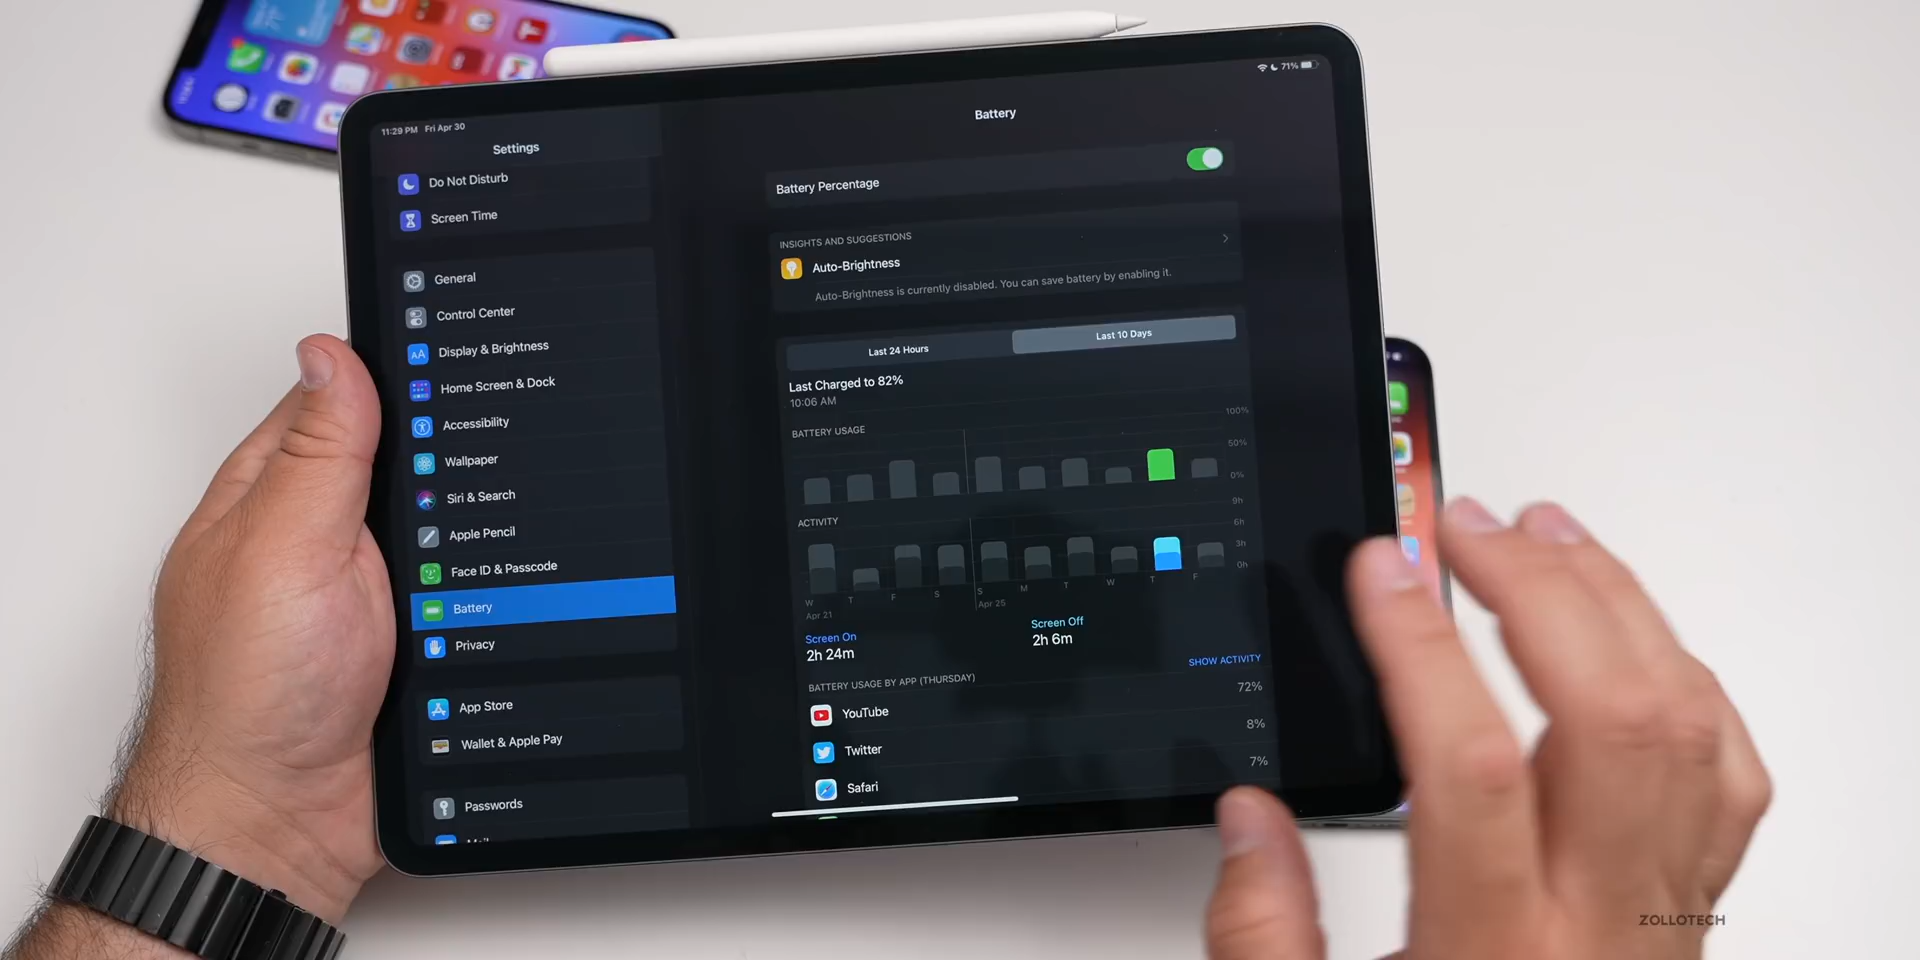 11:29 PM Fri Apr 30
71%
Settings
Do Not Disturb
Screen Time
General
Control Center
Display & Brightness
AA
Home Screen & Dock
Accessibility
Wallpaper
Siri & Search
Apple Pencil
Face ID & Passcode
Battery
Privacy
App Store
Wallet & Apple Pay
Passwords
Battery
Battery Percentage
INSIGHTS AND SUGGESTIONS
Auto-Brightness
Auto-Brightness is currently disabled. You can save battery by enabling it.
Last 24 Hours
Last 10 Days
Last Charged to 82%
10:06 AM
BATTERY USAGE
100%
50%
0%
ACTIVITY
9h
6h
3h
0h
W T F S S M T W T F
Apr 21
Apr 25
Screen On
2h 24m
Screen Off
2h 6m
BATTERY USAGE BY APP (THURSDAY)
SHOW ACTIVITY
YouTube
72%
Twitter
8%
Safari
7%
ZOLLOTECH